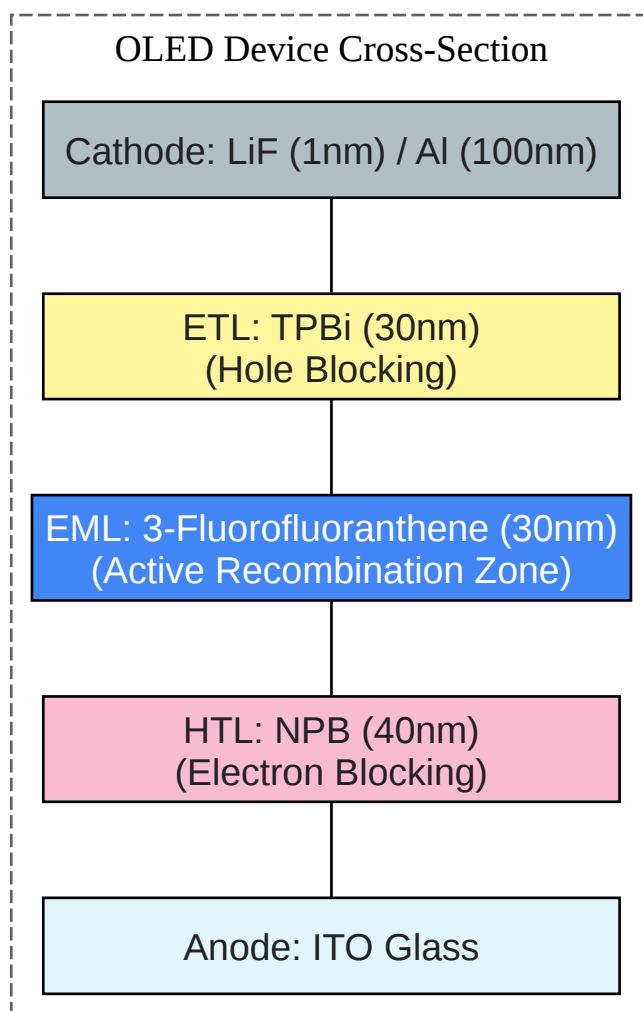 OLED Device Cross-Section
Cathode: LiF (1nm) / Al (100nm)
ETL: TPBi (30nm)
(Hole Blocking)
EML: 3-Fluorofluoranthene (30nm)
(Active Recombination Zone)
HTL: NPB (40nm)
(Electron Blocking)
Anode: ITO Glass